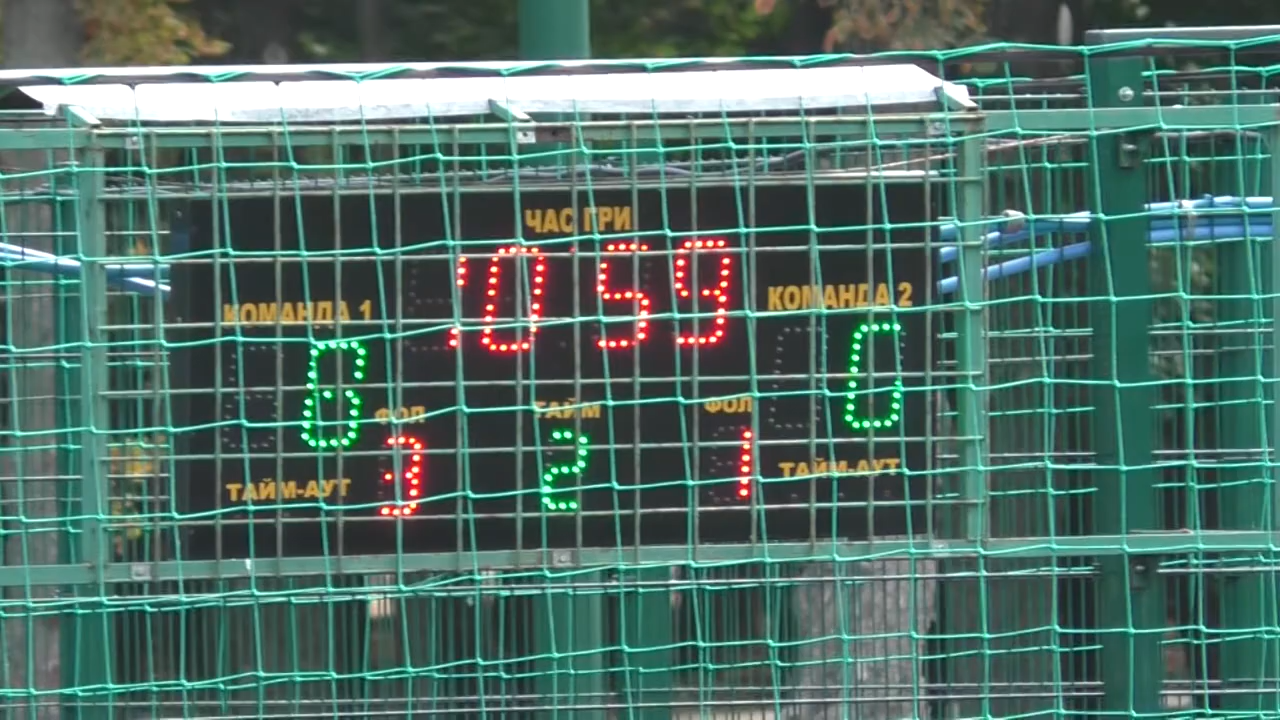 ЧАС ГРИ
10 59
КОМАНДА 1
КОМАНДА 2
8
0
ФОЛ
ТАЙМ
ФОЛ
3
2
1
ТАЙМ-АУТ
ТАЙМ-АУТ